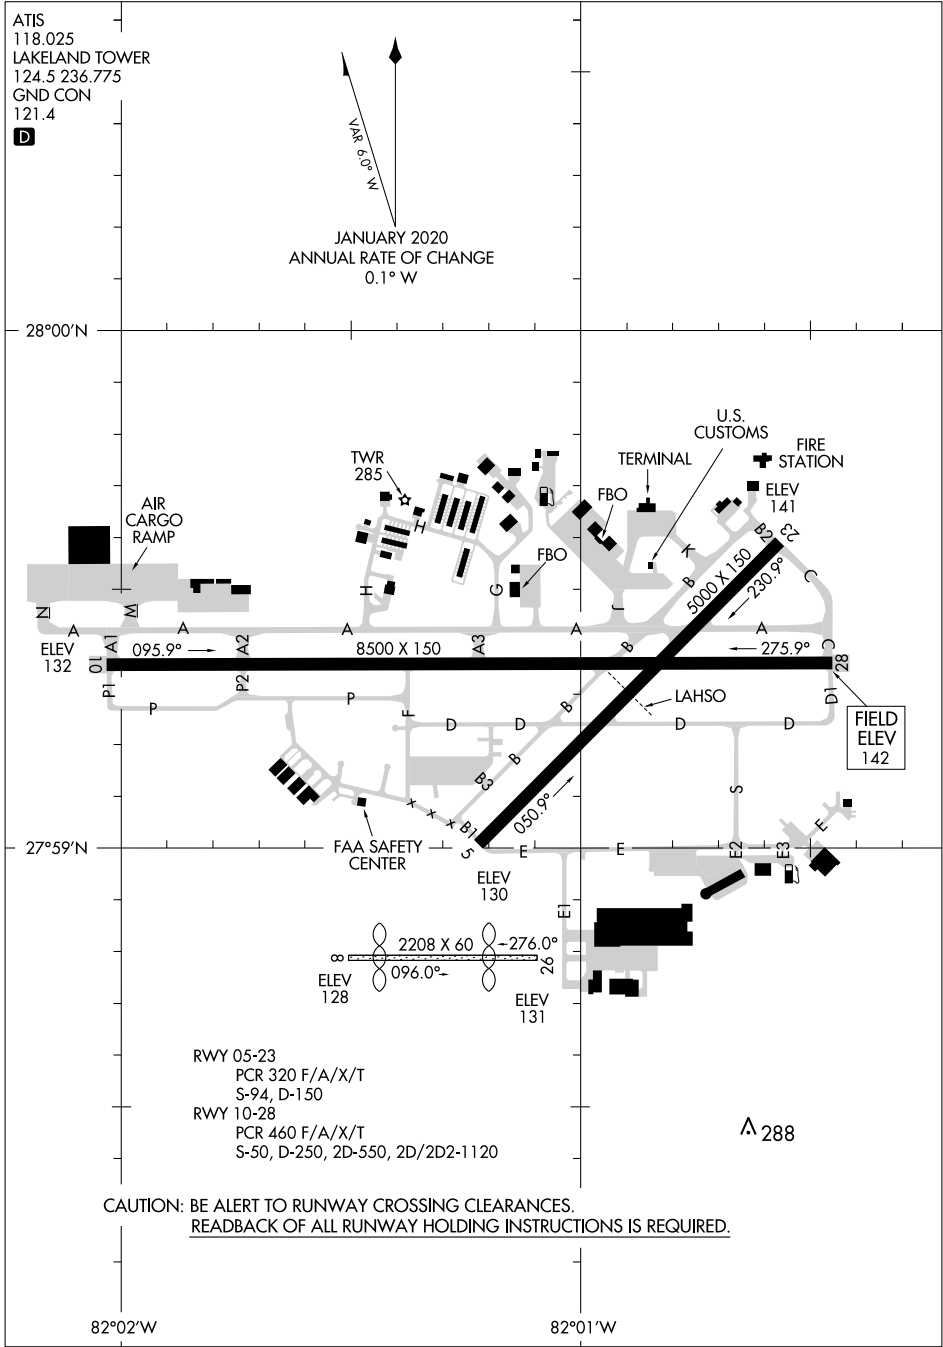 ATIS
118.025
LAKELAND TOWER
124.5 236.775
GND CON
121.4
D
VAR 6.0° W
JANUARY 2020
ANNUAL RATE OF CHANGE
0.1° W
28°00'N
U.S.
CUSTOMS
TWR
285
TERMINAL
FIRE
STATION
FBO
ELEV
141
AIR
CARGO
RAMP
H
FBO
K
B2
23
5000 X 150
230.9°
B
C
N
M
H
G
J
A
A1
A
A2
A
A3
A
B
A
C
ELEV
132
10
095.9°
8500 X 150
275.9°
28
P1
P2
P
P
F
LAHSO
D1
D
D
B
D
D
FIELD
ELEV
142
B
B3
S
050.9°
B1
5
x x x
E
E
E
E2
E3
27°59'N
FAA SAFETY
CENTER
ELEV
130
E1
8
2208 X 60
276.0°
096.0°
26
ELEV
128
ELEV
131
RWY 05-23
PCR 320 F/A/X/T
S-94, D-150
RWY 10-28
PCR 460 F/A/X/T
S-50, D-250, 2D-550, 2D/2D2-1120
288
CAUTION: BE ALERT TO RUNWAY CROSSING CLEARANCES.
READBACK OF ALL RUNWAY HOLDING INSTRUCTIONS IS REQUIRED.
82°02'W
82°01'W